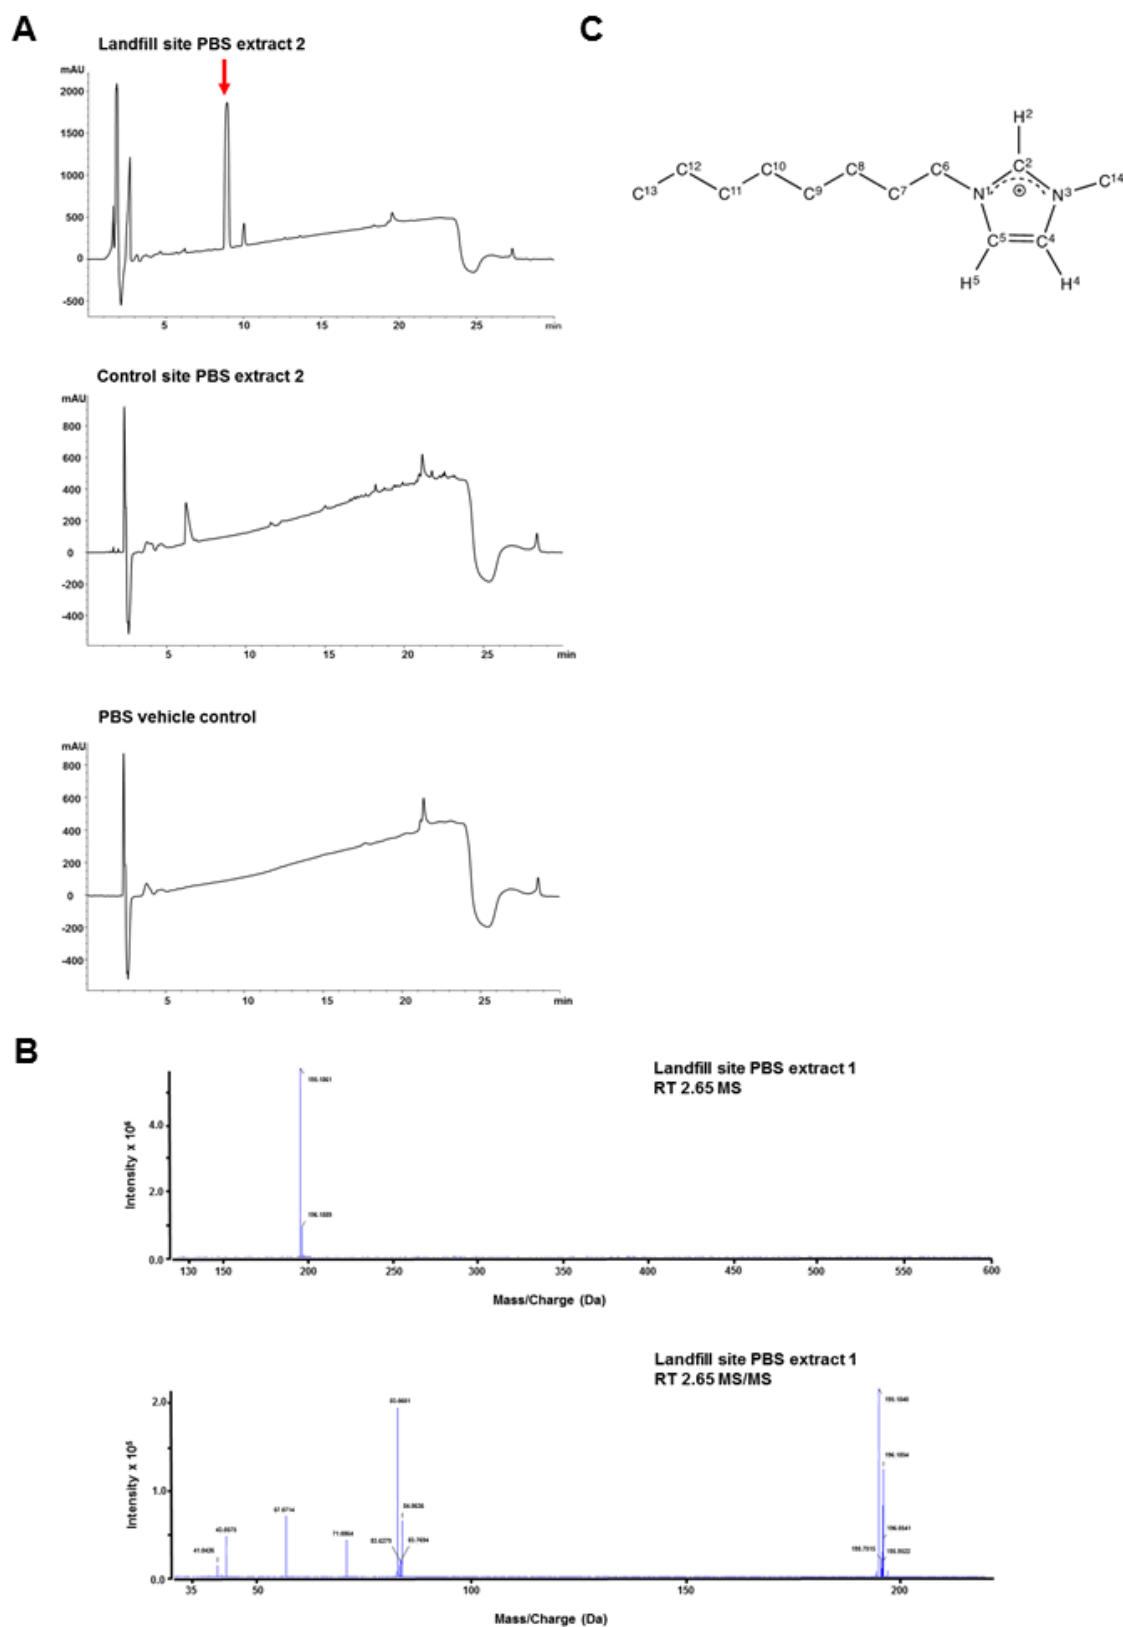 A
Landfill site PBS extract 2
mAU
2000
1500
1000
500
0
-500
5
10
15
20
25
min
Control site PBS extract 2
mAU
800
600
400
200
0
-200
-400
5
10
15
20
25
min
PBS vehicle control
mAU
800
600
400
200
0
-200
-400
5
10
15
20
25
min
C
H2
C12
C10
C8
C6
C2
C13
C11
C9
C7
N1
N3
C14
C5
C4
H5
H4
B
Landfill site PBS extract 1
RT 2.65 MS
Intensity x 10⁶
4.0
2.0
0.0
130
150
200
250
300
350
400
450
500
550
600
Mass/Charge (Da)
Landfill site PBS extract 1
RT 2.65 MS/MS
Intensity x 10⁵
2.0
1.0
0.0
35
50
100
150
200
Mass/Charge (Da)